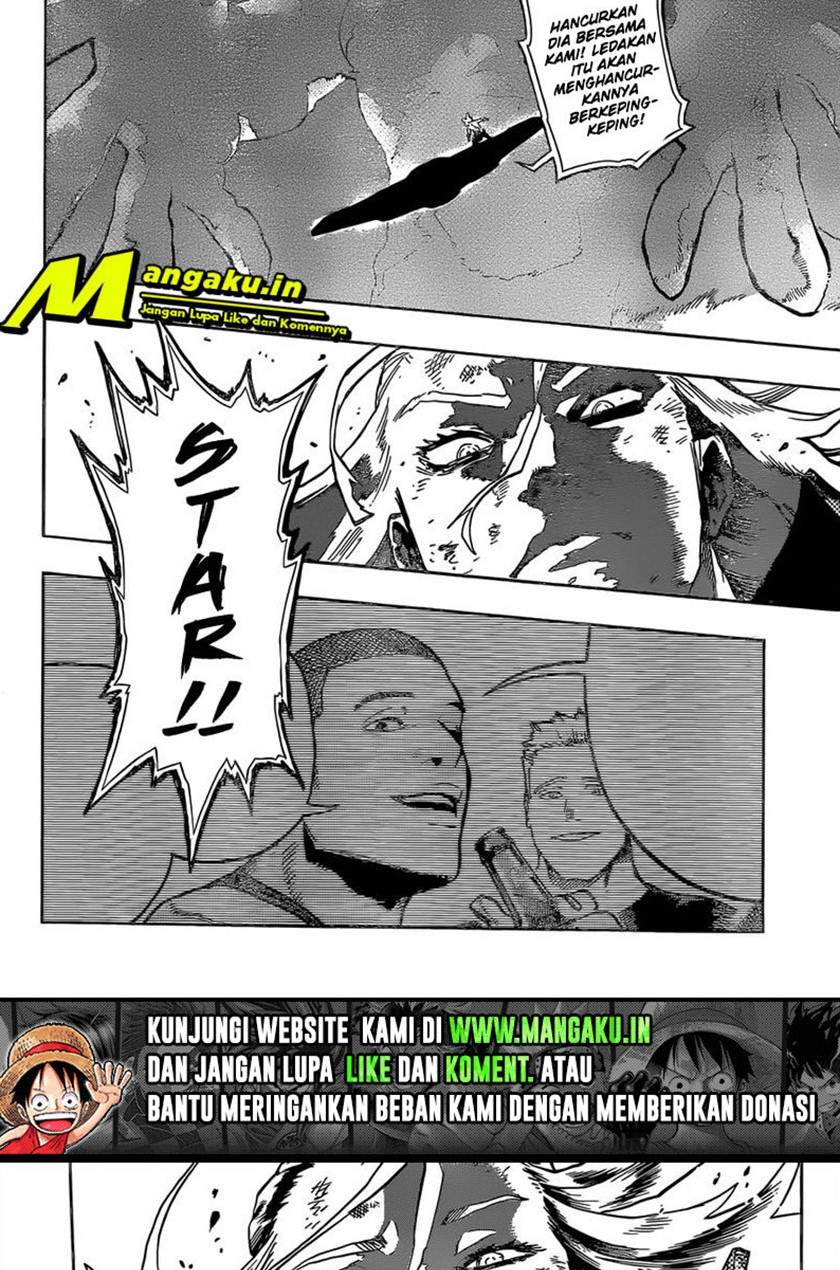 HANCURKAN
DIA BERSAMA
KAMI! LEDAKAN
ITU AKAN
MENGHANCUR-
KANNYA
BERKEPING-
KEPING!
Mangaku.in
Jangan Lupa Like dan Komennya
STAR!!
KUNJUNGI WEBSITE KAMI DI WWW.MANGAKU.IN
DAN JANGAN LUPA LIKE DAN KOMENT. ATAU
BANTU MERINGANKAN BEBAN KAMI DENGAN MEMBERIKAN DONASI